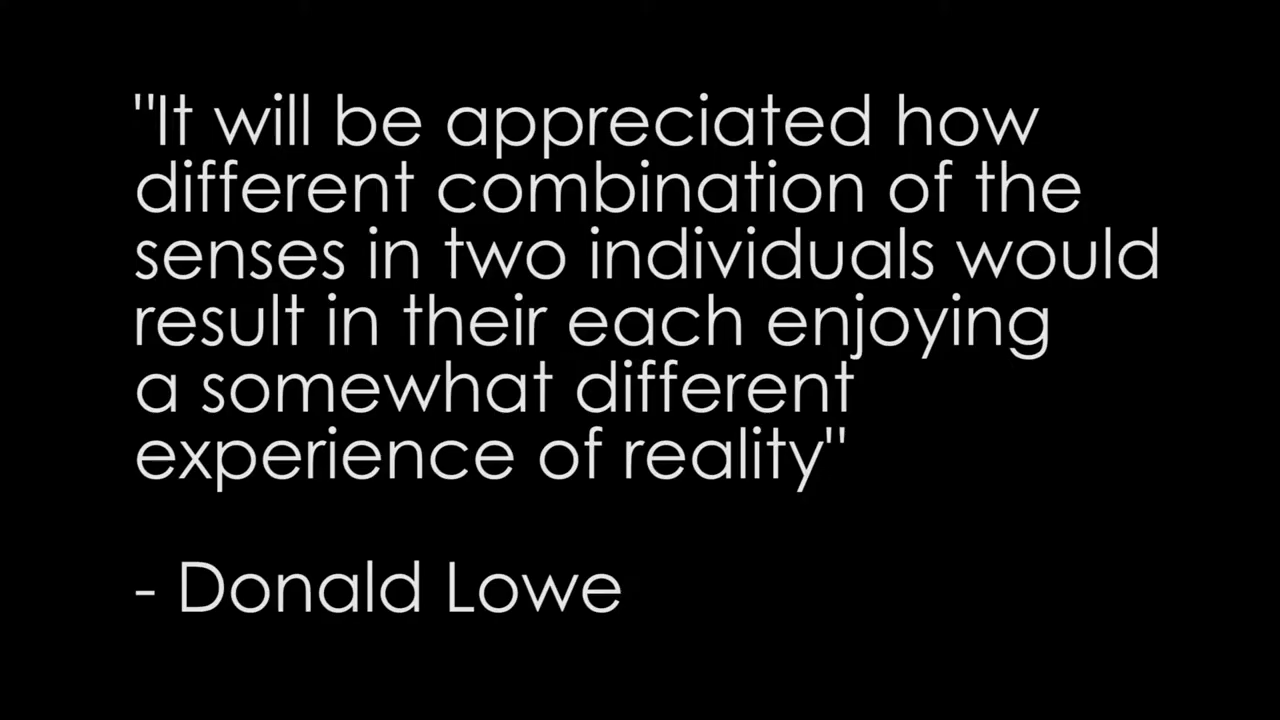 "It will be appreciated how
different combination of the
senses in two individuals would
result in their each enjoying
a somewhat different
experience of reality"
- Donald Lowe